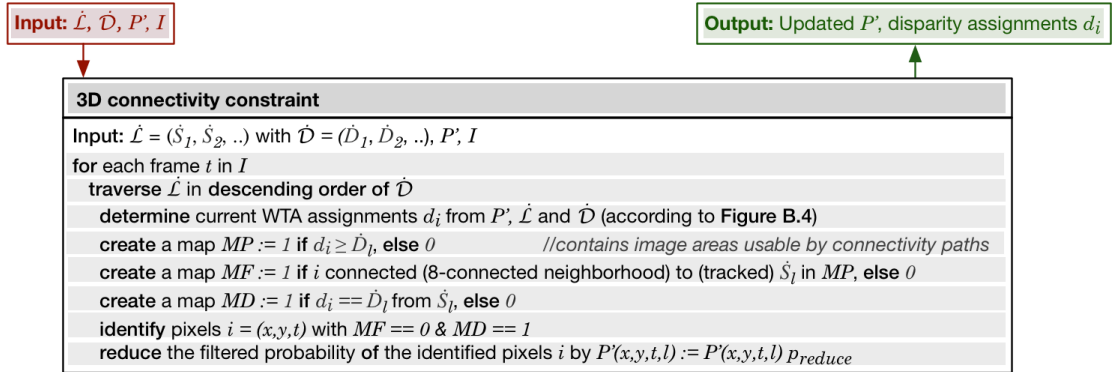 Input: ℒ̇, 𝒟̇, P’, I
Output: Updated P’, disparity assignments dᵢ
3D connectivity constraint
Input: ℒ̇ = (Ṡ₁, Ṡ₂, ..) with 𝒟̇ = (Ḋ₁, Ḋ₂, ..), P’, I
for each frame t in I
traverse ℒ̇ in descending order of 𝒟̇
determine current WTA assignments dᵢ from P’, ℒ̇ and 𝒟̇ (according to Figure B.4)
create a map MP := 1 if dᵢ ≥ Ḋₗ, else 0 //contains image areas usable by connectivity paths
create a map MF := 1 if i connected (8-connected neighborhood) to (tracked) Ṡₗ in MP, else 0
create a map MD := 1 if dᵢ == Ḋₗ from Ṡₗ, else 0
identify pixels i = (x,y,t) with MF == 0 & MD == 1
reduce the filtered probability of the identified pixels i by P’(x,y,t,l) := P’(x,y,t,l) p_reduce